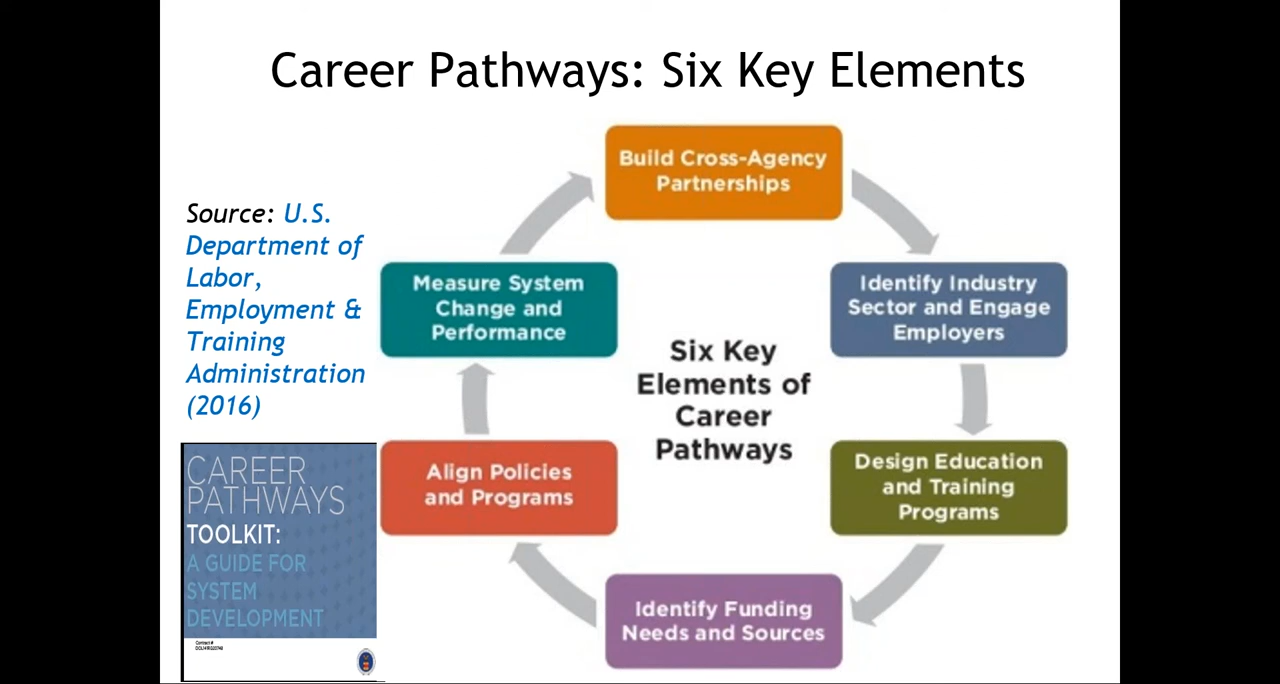 Career Pathways: Six Key Elements
Source: U.S.
Department of
Labor,
Employment &
Training
Administration
(2016)
Build Cross-Agency
Partnerships
Identify Industry
Sector and Engage
Employers
Design Education
and Training
Programs
Identify Funding
Needs and Sources
Align Policies
and Programs
Measure System
Change and
Performance
Six Key
Elements of
Career
Pathways
CAREER
PATHWAYS
TOOLKIT:
A GUIDE FOR
SYSTEM
DEVELOPMENT
Contract #